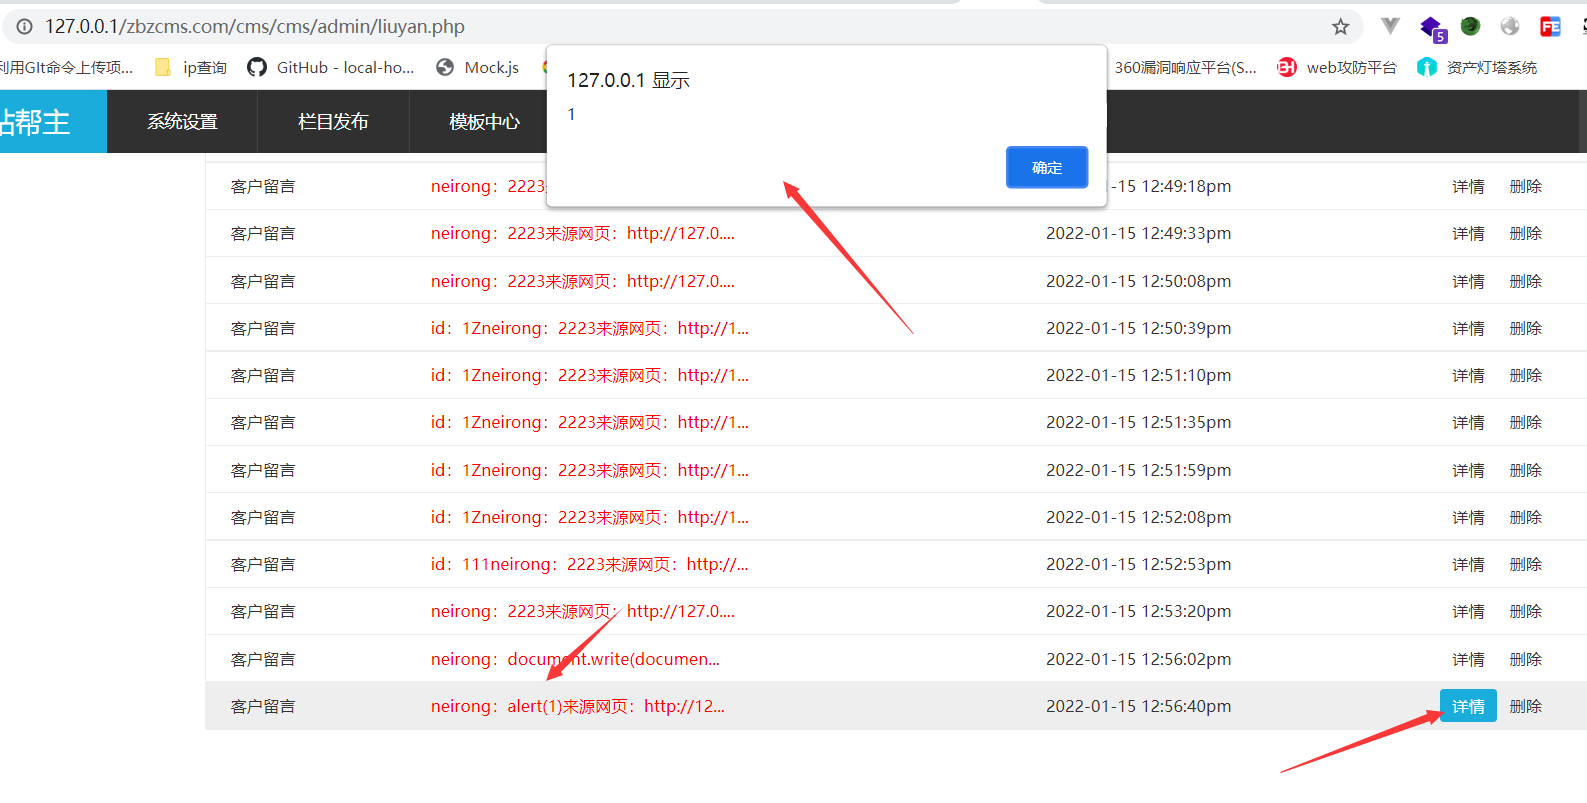 127.0.0.1/zbzcms.com/cms/cms/admin/liuyan.php
5
FE
利用GIt命令上传项... ip查询 GitHub - local-ho... Mock.js 360漏洞响应平台(S... web攻防平台 资产灯塔系统
127.0.0.1 显示
1
确定
站帮主 系统设置 栏目发布 模板中心
客户留言 neirong：2223 -15 12:49:18pm 详情 删除
客户留言 neirong：2223来源网页：http://127.0.... 2022-01-15 12:49:33pm 详情 删除
客户留言 neirong：2223来源网页：http://127.0.... 2022-01-15 12:50:08pm 详情 删除
客户留言 id：1Zneirong：2223来源网页：http://1... 2022-01-15 12:50:39pm 详情 删除
客户留言 id：1Zneirong：2223来源网页：http://1... 2022-01-15 12:51:10pm 详情 删除
客户留言 id：1Zneirong：2223来源网页：http://1... 2022-01-15 12:51:35pm 详情 删除
客户留言 id：1Zneirong：2223来源网页：http://1... 2022-01-15 12:51:59pm 详情 删除
客户留言 id：1Zneirong：2223来源网页：http://1... 2022-01-15 12:52:08pm 详情 删除
客户留言 id：111neirong：2223来源网页：http://... 2022-01-15 12:52:53pm 详情 删除
客户留言 neirong：2223来源网页：http://127.0.... 2022-01-15 12:53:20pm 详情 删除
客户留言 neirong：document.write(documen... 2022-01-15 12:56:02pm 详情 删除
客户留言 neirong：alert(1)来源网页：http://12... 2022-01-15 12:56:40pm 详情 删除